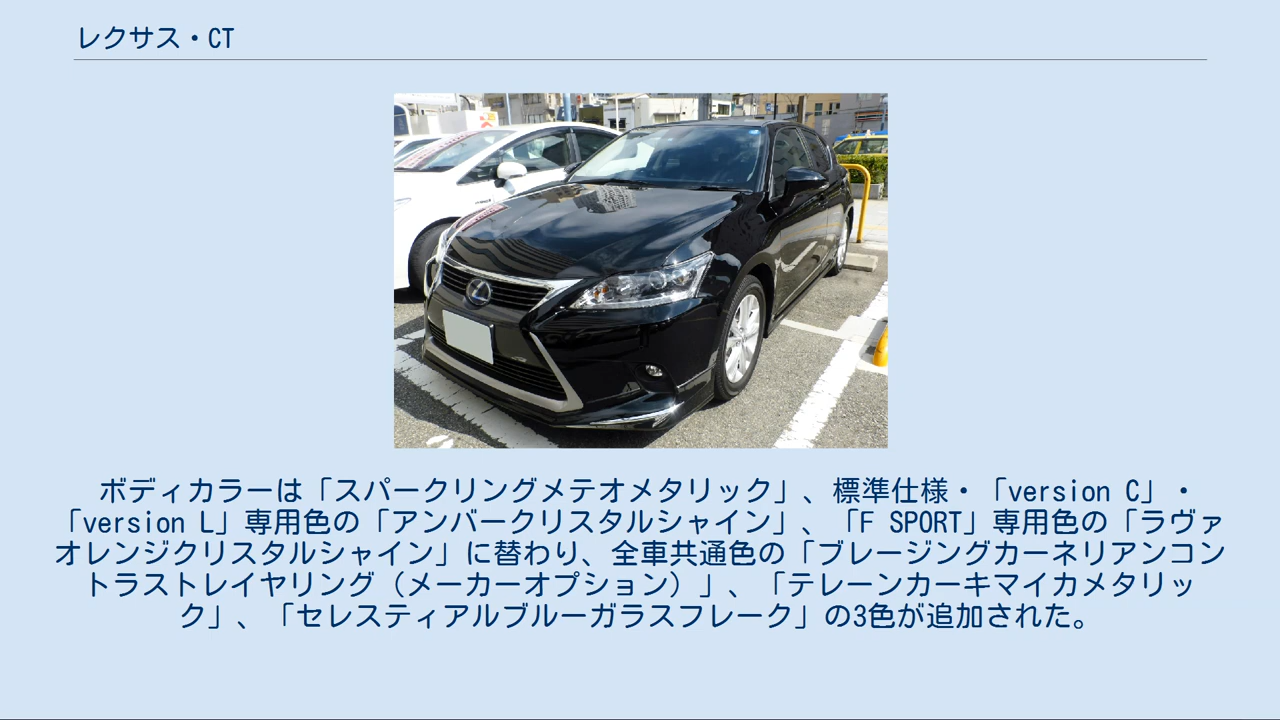 レクサス・CT
ボディカラーは「スパークリングメテオメタリック」、標準仕様・「version C」・
「version L」専用色の「アンバークリスタルシャイン」、「F SPORT」専用色の「ラヴァ
オレンジクリスタルシャイン」に替わり、全車共通色の「ブレージングカーネリアンコン
トラストレイヤリング（メーカーオプション）」、「テレーンカーキマイカメタリッ
ク」、「セレスティアルブルーガラスフレーク」の3色が追加された。